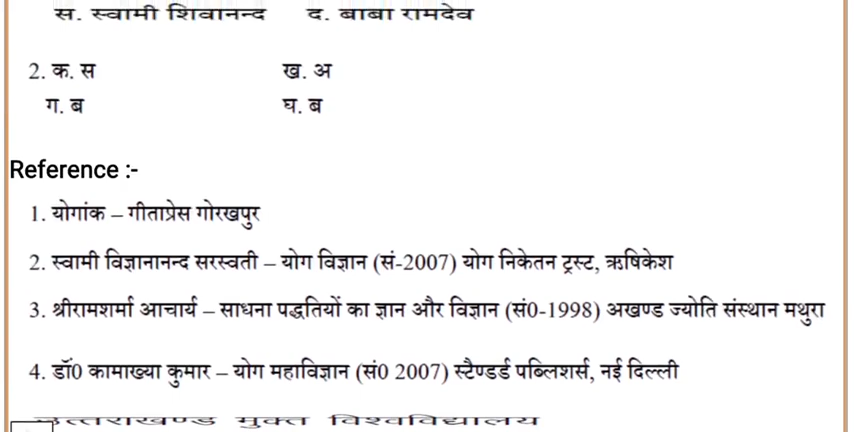 स. स्वामी शिवानन्द द. बाबा रामदेव
2. क. स ख. अ
ग. ब घ. ब
Reference :-
1. योगांक – गीताप्रेस गोरखपुर
2. स्वामी विज्ञानानन्द सरस्वती – योग विज्ञान (सं-2007) योग निकेतन ट्रस्ट, ऋषिकेश
3. श्रीरामशर्मा आचार्य – साधना पद्धतियों का ज्ञान और विज्ञान (सं0-1998) अखण्ड ज्योति संस्थान मथुरा
4. डॉ0 कामाख्या कुमार – योग महाविज्ञान (सं0 2007) स्टैण्डर्ड पब्लिशर्स, नई दिल्ली
उत्तराखण्ड मुक्त विश्वविद्यालय